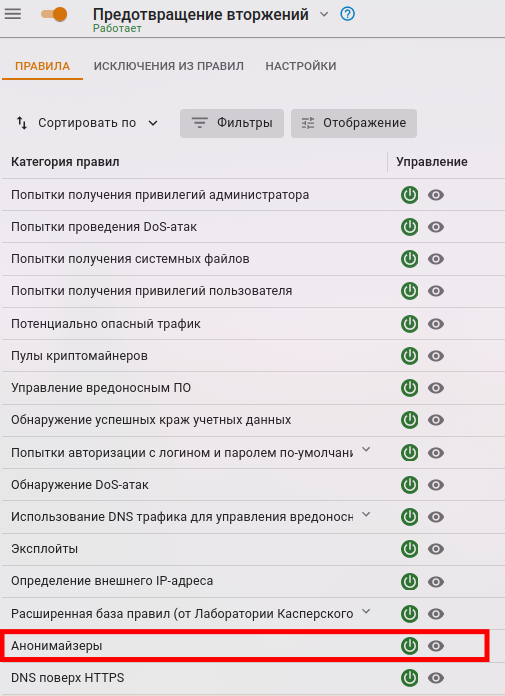 Предотвращение вторжений
Работает
ПРАВИЛА ИСКЛЮЧЕНИЯ ИЗ ПРАВИЛ НАСТРОЙКИ
Сортировать по Фильтры Отображение
Категория правил Управление
Попытки получения привилегий администратора
Попытки проведения DoS-атак
Попытки получения системных файлов
Попытки получения привилегий пользователя
Потенциально опасный трафик
Пулы криптомайнеров
Управление вредоносным ПО
Обнаружение успешных краж учетных данных
Попытки авторизации с логином и паролем по-умолчани
Обнаружение DoS-атак
Использование DNS трафика для управления вредоносн
Эксплойты
Определение внешнего IP-адреса
Расширенная база правил (от Лаборатории Касперского
Анонимайзеры
DNS поверх HTTPS